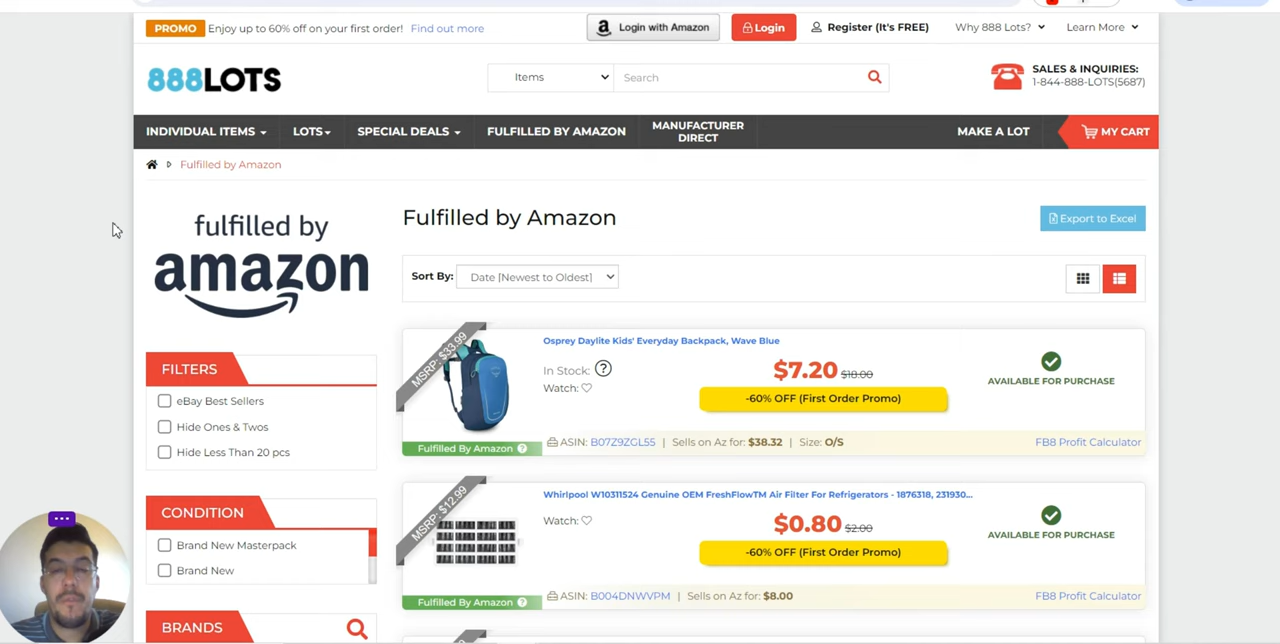 PROMO Enjoy up to 60% off on your first order! Find out more
a Login with Amazon
Login
Register (It's FREE)
Why 888 Lots?
Learn More
888LOTS
Items
Search
SALES & INQUIRIES:
1-844-888-LOTS(5687)
INDIVIDUAL ITEMS
LOTS
SPECIAL DEALS
FULFILLED BY AMAZON
MANUFACTURER
DIRECT
MAKE A LOT
MY CART
Fulfilled by Amazon
fulfilled by
amazon
Fulfilled by Amazon
Export to Excel
Sort By: Date [Newest to Oldest]
FILTERS
eBay Best Sellers
Hide Ones & Twos
Hide Less Than 20 pcs
CONDITION
Brand New Masterpack
Brand New
BRANDS
MSRP: $33.99
Osprey Daylite Kids' Everyday Backpack, Wave Blue
In Stock: ?
Watch:
$7.20 $18.00
-60% OFF (First Order Promo)
AVAILABLE FOR PURCHASE
Fulfilled By Amazon ?
ASIN: B07Z9ZGL55 | Sells on Az for: $38.32 | Size: O/S
FB8 Profit Calculator
MSRP: $12.99
Whirlpool W10311524 Genuine OEM FreshFlowTM Air Filter For Refrigerators - 1876318, 231930...
Watch:
$0.80 $2.00
-60% OFF (First Order Promo)
AVAILABLE FOR PURCHASE
Fulfilled By Amazon ?
ASIN: B004DNWVPM | Sells on Az for: $8.00
FB8 Profit Calculator